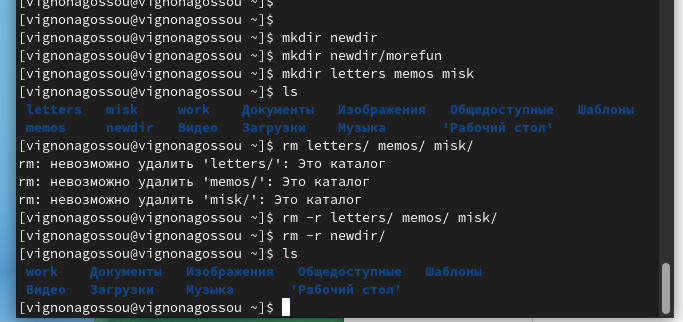 [vignonagossou@vignonagossou ~]$
[vignonagossou@vignonagossou ~]$
[vignonagossou@vignonagossou ~]$ mkdir newdir
[vignonagossou@vignonagossou ~]$ mkdir newdir/morefun
[vignonagossou@vignonagossou ~]$ mkdir letters memos misk
[vignonagossou@vignonagossou ~]$ ls
letters misk work Документы Изображения Общедоступные Шаблоны
memos newdir Видео Загрузки Музыка 'Рабочий стол'
[vignonagossou@vignonagossou ~]$ rm letters/ memos/ misk/
rm: невозможно удалить 'letters/': Это каталог
rm: невозможно удалить 'memos/': Это каталог
rm: невозможно удалить 'misk/': Это каталог
[vignonagossou@vignonagossou ~]$ rm -r letters/ memos/ misk/
[vignonagossou@vignonagossou ~]$ rm -r newdir/
[vignonagossou@vignonagossou ~]$ ls
work Документы Изображения Общедоступные Шаблоны
Видео Загрузки Музыка 'Рабочий стол'
[vignonagossou@vignonagossou ~]$